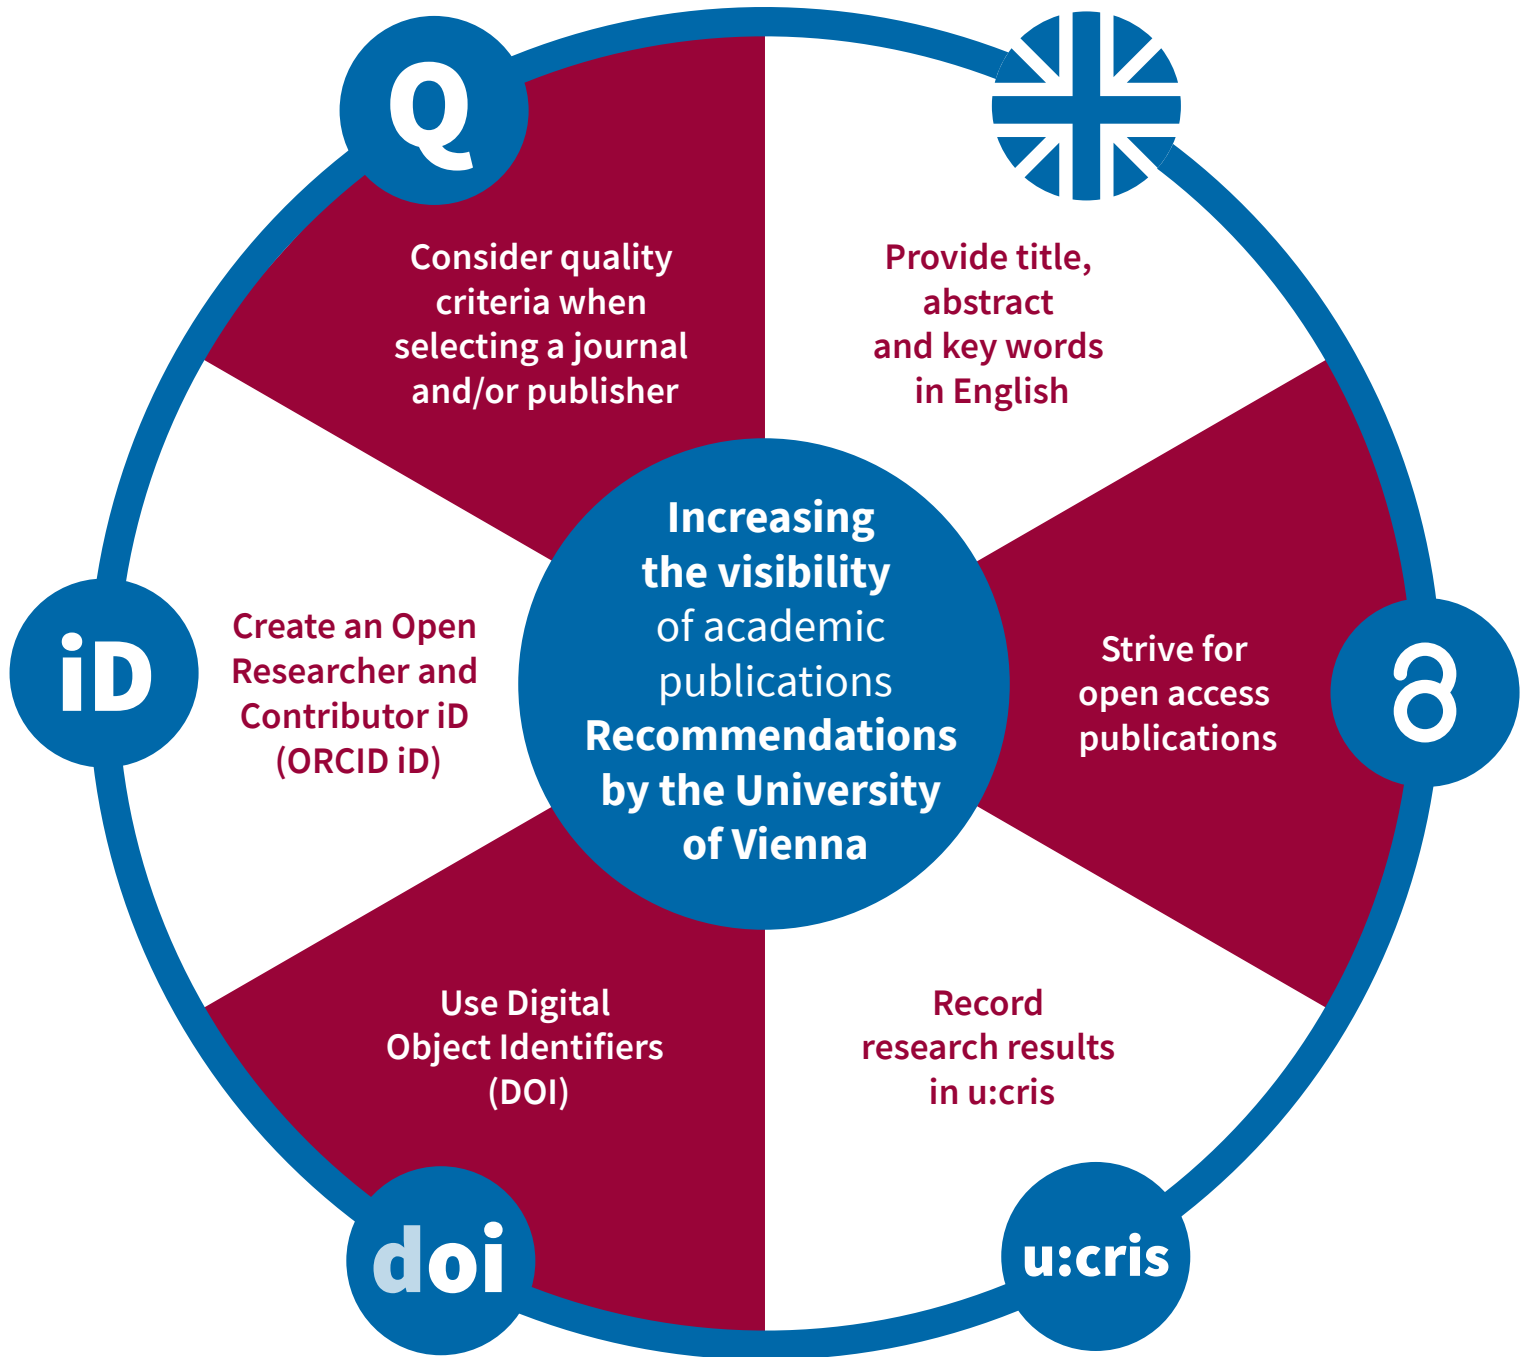 Q
Consider quality
criteria when
selecting a journal
and/or publisher
Provide title,
abstract
and key words
in English
Increasing
the visibility
of academic
publications
Recommendations
by the University
of Vienna
iD
Create an Open
Researcher and
Contributor iD
(ORCID iD)
Strive for
open access
publications
Use Digital
Object Identifiers
(DOI)
doi
Record
research results
in u:cris
u:cris